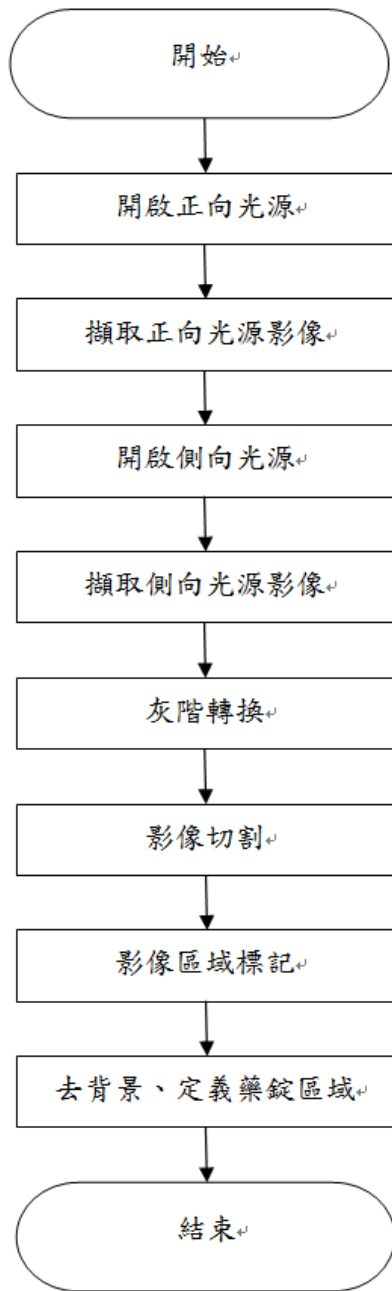 開始
開啟正向光源
擷取正向光源影像
開啟側向光源
擷取側向光源影像
灰階轉換
影像切割
影像區域標記
去背景、定義藥錠區域
結束